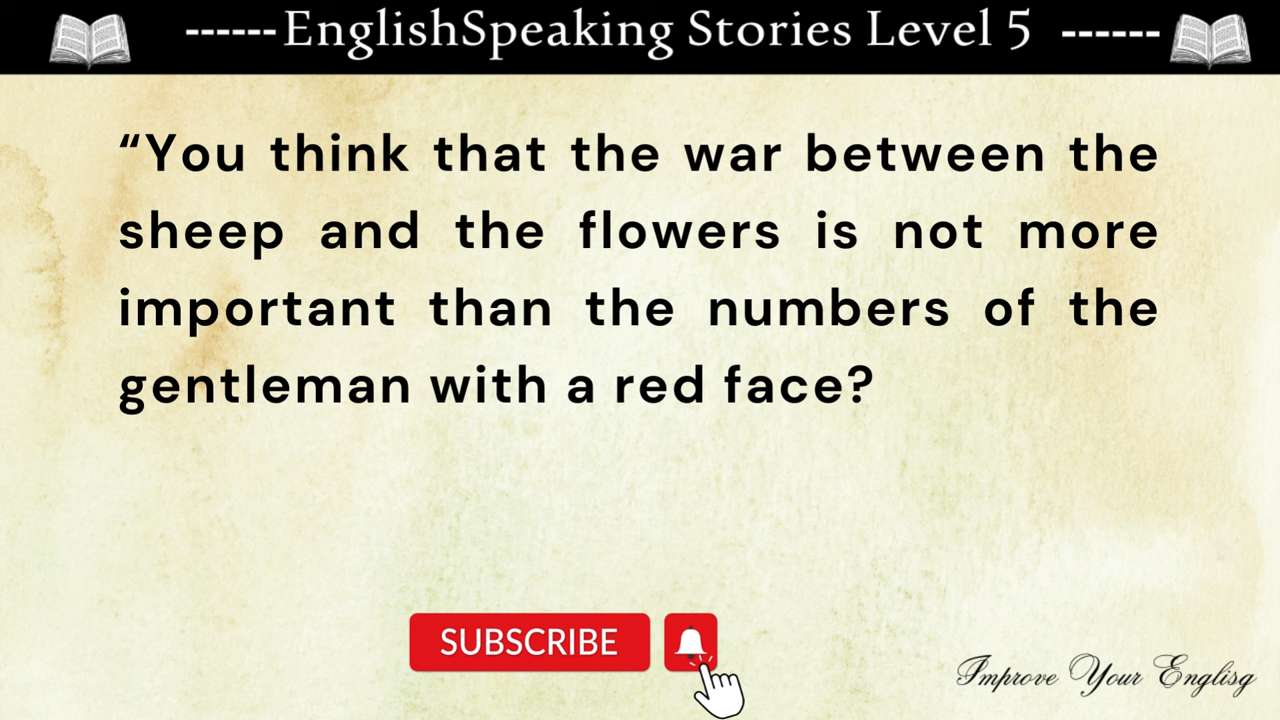 ------EnglishSpeaking Stories Level 5 ------
“You think that the war between the
sheep and the flowers is not more
important than the numbers of the
gentleman with a red face?
SUBSCRIBE
Improve Your Englisg